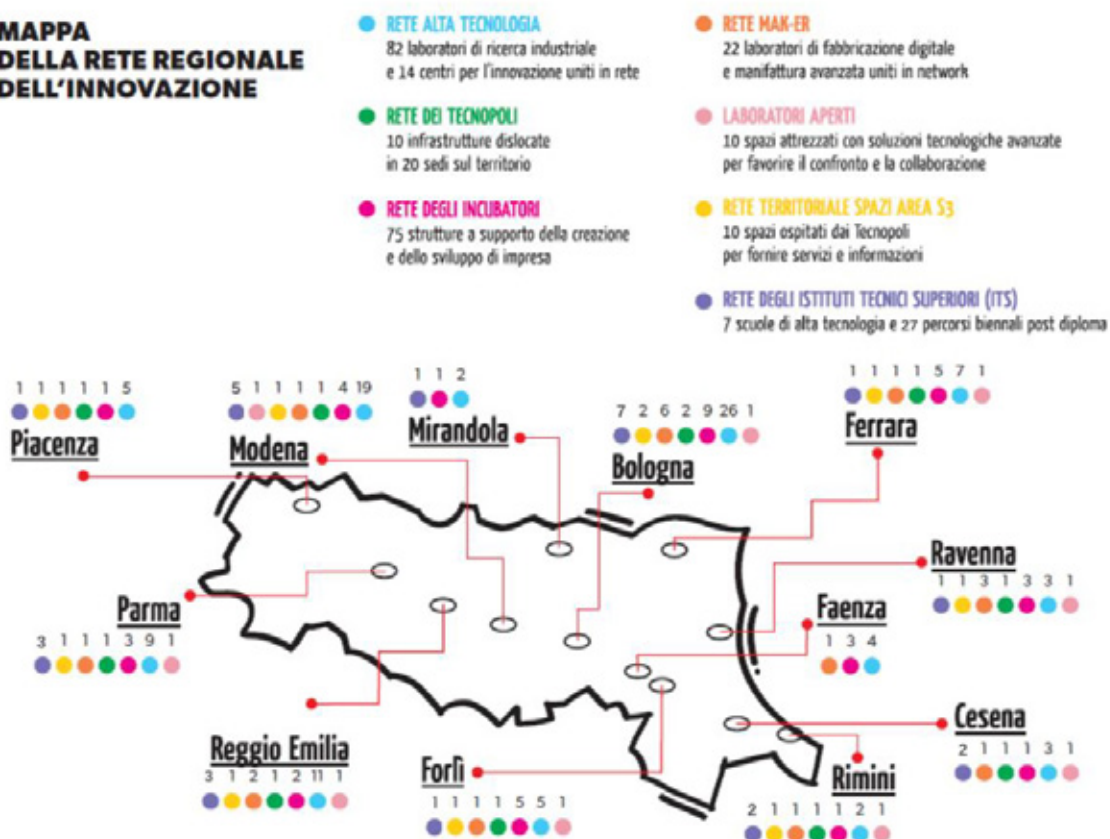 MAPPA
DELLA RETE REGIONALE
DELL'INNOVAZIONE
RETE ALTA TECNOLOGIA
82 laboratori di ricerca industriale
e 14 centri per l'innovazione uniti in rete
RETE DEI TECNOPOLI
10 infrastrutture dislocate
in 20 sedi sul territorio
RETE DEGLI INCUBATORI
75 strutture a supporto della creazione
e dello sviluppo di impresa
RETE MAK-ER
22 laboratori di fabbricazione digitale
e manifattura avanzata uniti in network
LABORATORI APERTI
10 spazi attrezzati con soluzioni tecnologiche avanzate
per favorire il confronto e la collaborazione
RETE TERRITORIALE SPAZI AREA S3
10 spazi ospitati dai Tecnopoli
per fornire servizi e informazioni
RETE DEGLI ISTITUTI TECNICI SUPERIORI (ITS)
7 scuole di alta tecnologia e 27 percorsi biennali post diploma
1 1 1 1 1 5
Piacenza
5 1 1 1 1 4 19
Modena
1 1 2
Mirandola
7 2 6 2 9 26 1
Bologna
1 1 1 1 5 7 1
Ferrara
Ravenna
1 1 3 1 3 3 1
Parma
3 1 1 1 3 9 1
Faenza
1 3 4
Reggio Emilia
3 1 2 1 2 11 1
Forlì
1 1 1 1 5 5 1
Cesena
2 1 1 1 3 1
Rimini
2 1 1 1 1 2 1